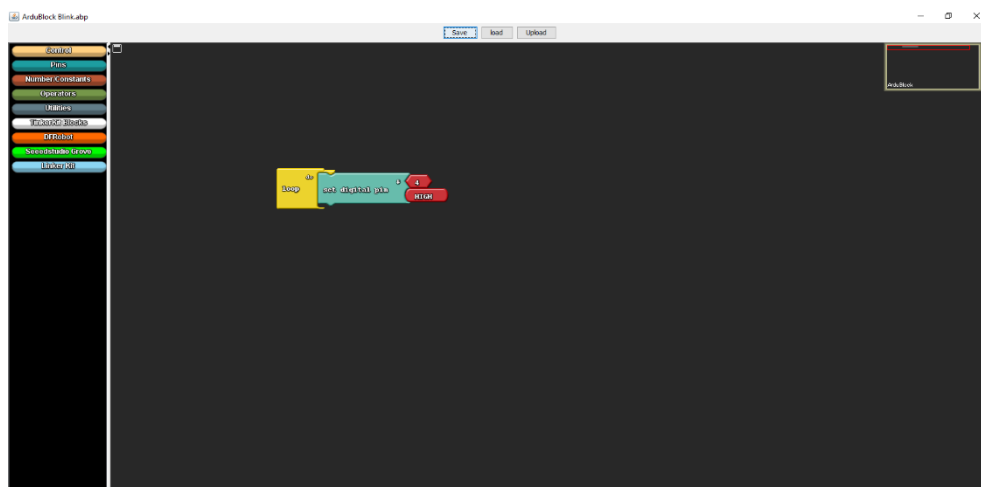 ArduBlock Blink.abp
Save load Upload
Control
Pins
Number/Constants
Operators
Utilities
TinkerKit Blocks
DFRobot
Seeedstudio Grove
Linker Kit
ArduBlock
do
loop
set digital pin
#
4
HIGH